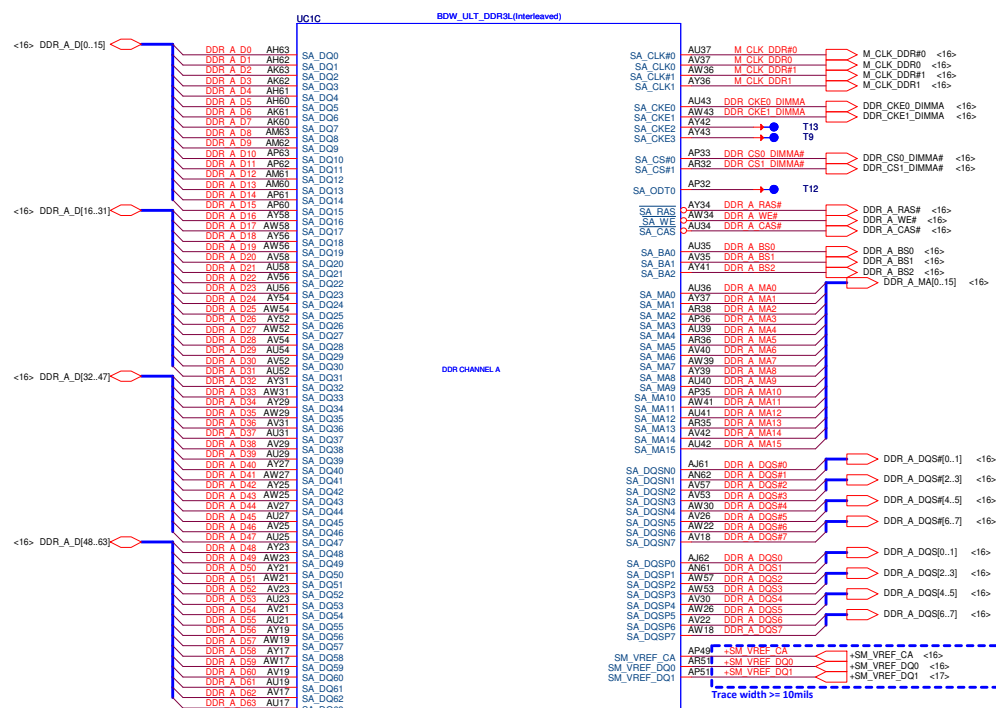 UC1C BDW_ULT_DDR3L(Interleaved)
<16> DDR_A_D[0..15]
DDR_A_D0 AH63 SA_DQ0
DDR_A_D1 AH62 SA_DQ1
DDR_A_D2 AK63 SA_DQ2
DDR_A_D3 AK62 SA_DQ3
DDR_A_D4 AH61 SA_DQ4
DDR_A_D5 AH60 SA_DQ5
DDR_A_D6 AK61 SA_DQ6
DDR_A_D7 AK60 SA_DQ7
DDR_A_D8 AM63 SA_DQ8
DDR_A_D9 AM62 SA_DQ9
DDR_A_D10 AP63 SA_DQ10
DDR_A_D11 AP62 SA_DQ11
DDR_A_D12 AM61 SA_DQ12
DDR_A_D13 AM60 SA_DQ13
DDR_A_D14 AP61 SA_DQ14
DDR_A_D15 AP60 SA_DQ15
<16> DDR_A_D[16..31]
DDR_A_D16 AY58 SA_DQ16
DDR_A_D17 AW58 SA_DQ17
DDR_A_D18 AY56 SA_DQ18
DDR_A_D19 AW56 SA_DQ19
DDR_A_D20 AV58 SA_DQ20
DDR_A_D21 AU58 SA_DQ21
DDR_A_D22 AV56 SA_DQ22
DDR_A_D23 AU56 SA_DQ23
DDR_A_D24 AY54 SA_DQ24
DDR_A_D25 AW54 SA_DQ25
DDR_A_D26 AY52 SA_DQ26
DDR_A_D27 AW52 SA_DQ27
DDR_A_D28 AV54 SA_DQ28
DDR_A_D29 AU54 SA_DQ29
DDR_A_D30 AV52 SA_DQ30
DDR_A_D31 AU52 SA_DQ31
<16> DDR_A_D[32..47]
DDR_A_D32 AY31 SA_DQ32
DDR_A_D33 AW31 SA_DQ33
DDR_A_D34 AY29 SA_DQ34
DDR_A_D35 AW29 SA_DQ35
DDR_A_D36 AV31 SA_DQ36
DDR_A_D37 AU31 SA_DQ37
DDR_A_D38 AV29 SA_DQ38
DDR_A_D39 AU29 SA_DQ39
DDR_A_D40 AY27 SA_DQ40
DDR_A_D41 AW27 SA_DQ41
DDR_A_D42 AY25 SA_DQ42
DDR_A_D43 AW25 SA_DQ43
DDR_A_D44 AV27 SA_DQ44
DDR_A_D45 AU27 SA_DQ45
DDR_A_D46 AV25 SA_DQ46
DDR_A_D47 AU25 SA_DQ47
<16> DDR_A_D[48..63]
DDR_A_D48 AY23 SA_DQ48
DDR_A_D49 AW23 SA_DQ49
DDR_A_D50 AY21 SA_DQ50
DDR_A_D51 AW21 SA_DQ51
DDR_A_D52 AV23 SA_DQ52
DDR_A_D53 AU23 SA_DQ53
DDR_A_D54 AV21 SA_DQ54
DDR_A_D55 AU21 SA_DQ55
DDR_A_D56 AY19 SA_DQ56
DDR_A_D57 AW19 SA_DQ57
DDR_A_D58 AY17 SA_DQ58
DDR_A_D59 AW17 SA_DQ59
DDR_A_D60 AV19 SA_DQ60
DDR_A_D61 AU19 SA_DQ61
DDR_A_D62 AV17 SA_DQ62
DDR_A_D63 AU17
DDR CHANNEL A
SA_CLK#0 AU37 M_CLK_DDR#0 M_CLK_DDR#0 <16>
SA_CLK0 AV37 M_CLK_DDR0 M_CLK_DDR0 <16>
SA_CLK#1 AW36 M_CLK_DDR#1 M_CLK_DDR#1 <16>
SA_CLK1 AY36 M_CLK_DDR1 M_CLK_DDR1 <16>
SA_CKE0 AU43 DDR_CKE0_DIMMA DDR_CKE0_DIMMA <16>
SA_CKE1 AW43 DDR_CKE1_DIMMA DDR_CKE1_DIMMA <16>
SA_CKE2 AY42 T13
SA_CKE3 AY43 T9
SA_CS#0 AP33 DDR_CS0_DIMMA# DDR_CS0_DIMMA# <16>
SA_CS#1 AR32 DDR_CS1_DIMMA# DDR_CS1_DIMMA# <16>
SA_ODT0 AP32 T12
SA_RAS AY34 DDR_A_RAS# DDR_A_RAS# <16>
SA_WE AW34 DDR_A_WE# DDR_A_WE# <16>
SA_CAS AU34 DDR_A_CAS# DDR_A_CAS# <16>
SA_BA0 AU35 DDR_A_BS0 DDR_A_BS0 <16>
SA_BA1 AV35 DDR_A_BS1 DDR_A_BS1 <16>
SA_BA2 AY41 DDR_A_BS2 DDR_A_BS2 <16>
DDR_A_MA[0..15] <16>
SA_MA0 AU36 DDR_A_MA0
SA_MA1 AY37 DDR_A_MA1
SA_MA2 AR38 DDR_A_MA2
SA_MA3 AP36 DDR_A_MA3
SA_MA4 AU39 DDR_A_MA4
SA_MA5 AR36 DDR_A_MA5
SA_MA6 AV40 DDR_A_MA6
SA_MA7 AW39 DDR_A_MA7
SA_MA8 AY39 DDR_A_MA8
SA_MA9 AU40 DDR_A_MA9
SA_MA10 AP35 DDR_A_MA10
SA_MA11 AW41 DDR_A_MA11
SA_MA12 AU41 DDR_A_MA12
SA_MA13 AR35 DDR_A_MA13
SA_MA14 AV42 DDR_A_MA14
SA_MA15 AU42 DDR_A_MA15
SA_DQSN0 AJ61 DDR_A_DQS#0 DDR_A_DQS#[0..1] <16>
SA_DQSN1 AN62 DDR_A_DQS#1
SA_DQSN2 AV57 DDR_A_DQS#2 DDR_A_DQS#[2..3] <16>
SA_DQSN3 AV53 DDR_A_DQS#3
SA_DQSN4 AW30 DDR_A_DQS#4 DDR_A_DQS#[4..5] <16>
SA_DQSN5 AV26 DDR_A_DQS#5
SA_DQSN6 AW22 DDR_A_DQS#6 DDR_A_DQS#[6..7] <16>
SA_DQSN7 AV18 DDR_A_DQS#7
SA_DQSP0 AJ62 DDR_A_DQS0 DDR_A_DQS[0..1] <16>
SA_DQSP1 AN61 DDR_A_DQS1
SA_DQSP2 AW57 DDR_A_DQS2 DDR_A_DQS[2..3] <16>
SA_DQSP3 AW53 DDR_A_DQS3
SA_DQSP4 AV30 DDR_A_DQS4 DDR_A_DQS[4..5] <16>
SA_DQSP5 AW26 DDR_A_DQS5
SA_DQSP6 AV22 DDR_A_DQS6 DDR_A_DQS[6..7] <16>
SA_DQSP7 AW18 DDR_A_DQS7
SM_VREF_CA AP49 +SM_VREF_CA +SM_VREF_CA <16>
SM_VREF_DQ0 AR51 +SM_VREF_DQ0 +SM_VREF_DQ0 <16>
SM_VREF_DQ1 AP51 +SM_VREF_DQ1 +SM_VREF_DQ1 <17>
Trace width >= 10mils